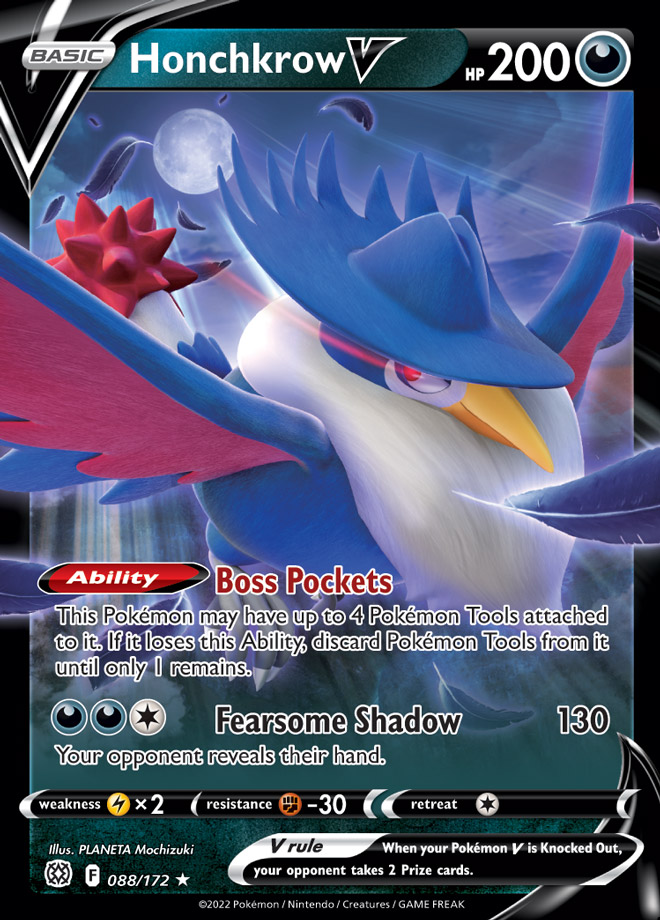 BASIC Honchkrow V HP 200
Ability Boss Pockets
This Pokémon may have up to 4 Pokémon Tools attached
to it. If it loses this Ability, discard Pokémon Tools from it
until only 1 remains.
Fearsome Shadow 130
Your opponent reveals their hand.
weakness ×2 resistance -30 retreat
Illus. PLANETA Mochizuki
V rule When your Pokémon V is Knocked Out,
your opponent takes 2 Prize cards.
F 088/172 ★
©2022 Pokémon / Nintendo / Creatures / GAME FREAK